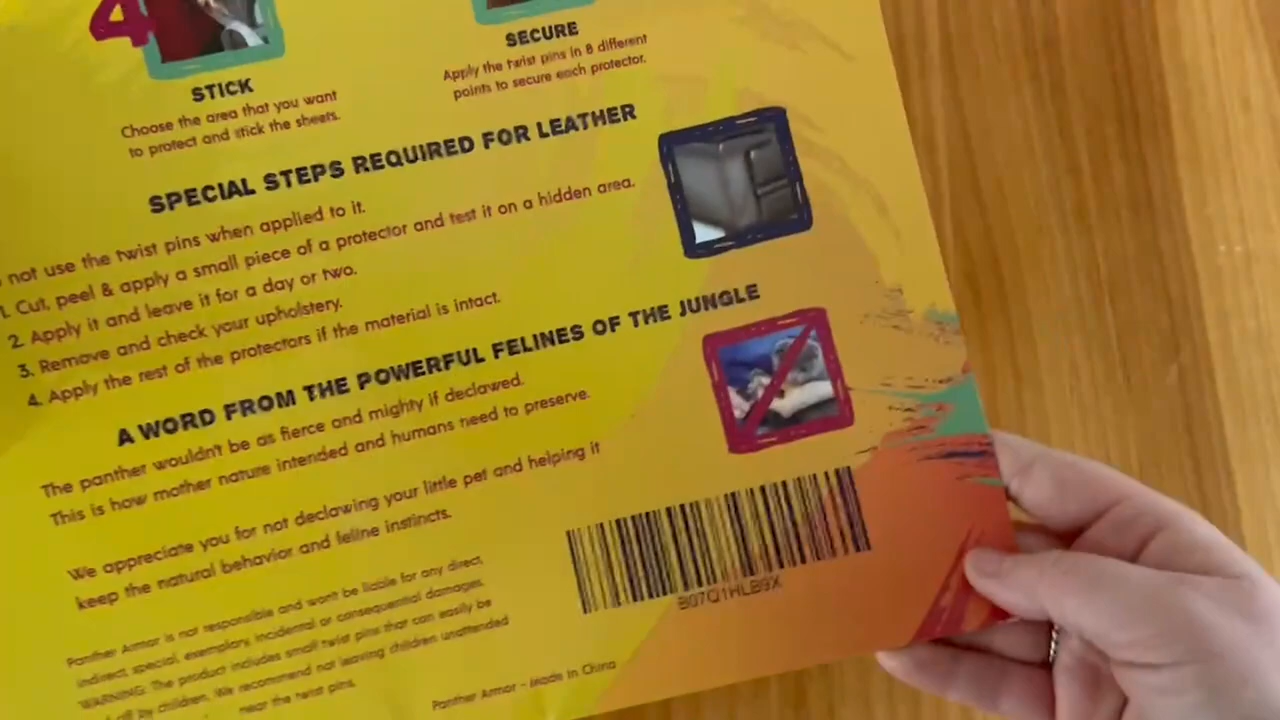 4
STICK
Choose the area that you want
to protect and stick the sheets.
SECURE
Apply the twist pins in 8 different
points to secure each protector.
SPECIAL STEPS REQUIRED FOR LEATHER
not use the twist pins when applied to it.
1. Cut, peel & apply a small piece of a protector and test it on a hidden area.
2. Apply it and leave it for a day or two.
3. Remove and check your upholstery.
4. Apply the rest of the protectors if the material is intact.
A WORD FROM THE POWERFUL FELINES OF THE JUNGLE
The panther wouldn't be as fierce and mighty if declawed.
This is how mother nature intended and humans need to preserve.
We appreciate you for not declawing your little pet and helping it
keep the natural behavior and feline instincts.
B07Q1HLB9X
Panther Armor is not responsible and won't be liable for any direct,
indirect, special, exemplary, incidental or consequential damages.
WARNING: The product includes small twist pins that can easily be
off by children. We recommend not leaving children unattended
near the twist pins.
Panther Armor - Made in China